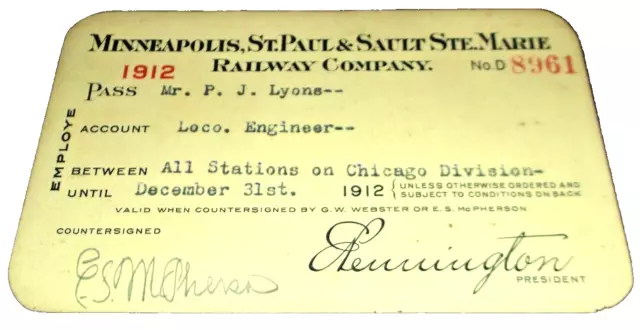 MINNEAPOLIS, ST. PAUL & SAULT STE. MARIE
RAILWAY COMPANY.
1912
No. D 8961
PASS Mr. P. J. Lyons--
EMPLOYE
ACCOUNT Loco. Engineer--
BETWEEN All Stations on Chicago Division-
UNTIL December 31st. 1912 { UNLESS OTHERWISE ORDERED AND
SUBJECT TO CONDITIONS ON BACK
VALID WHEN COUNTERSIGNED BY G. W. WEBSTER OR E. S. McPHERSON
COUNTERSIGNED
E. S. McPherson
Pennington
PRESIDENT